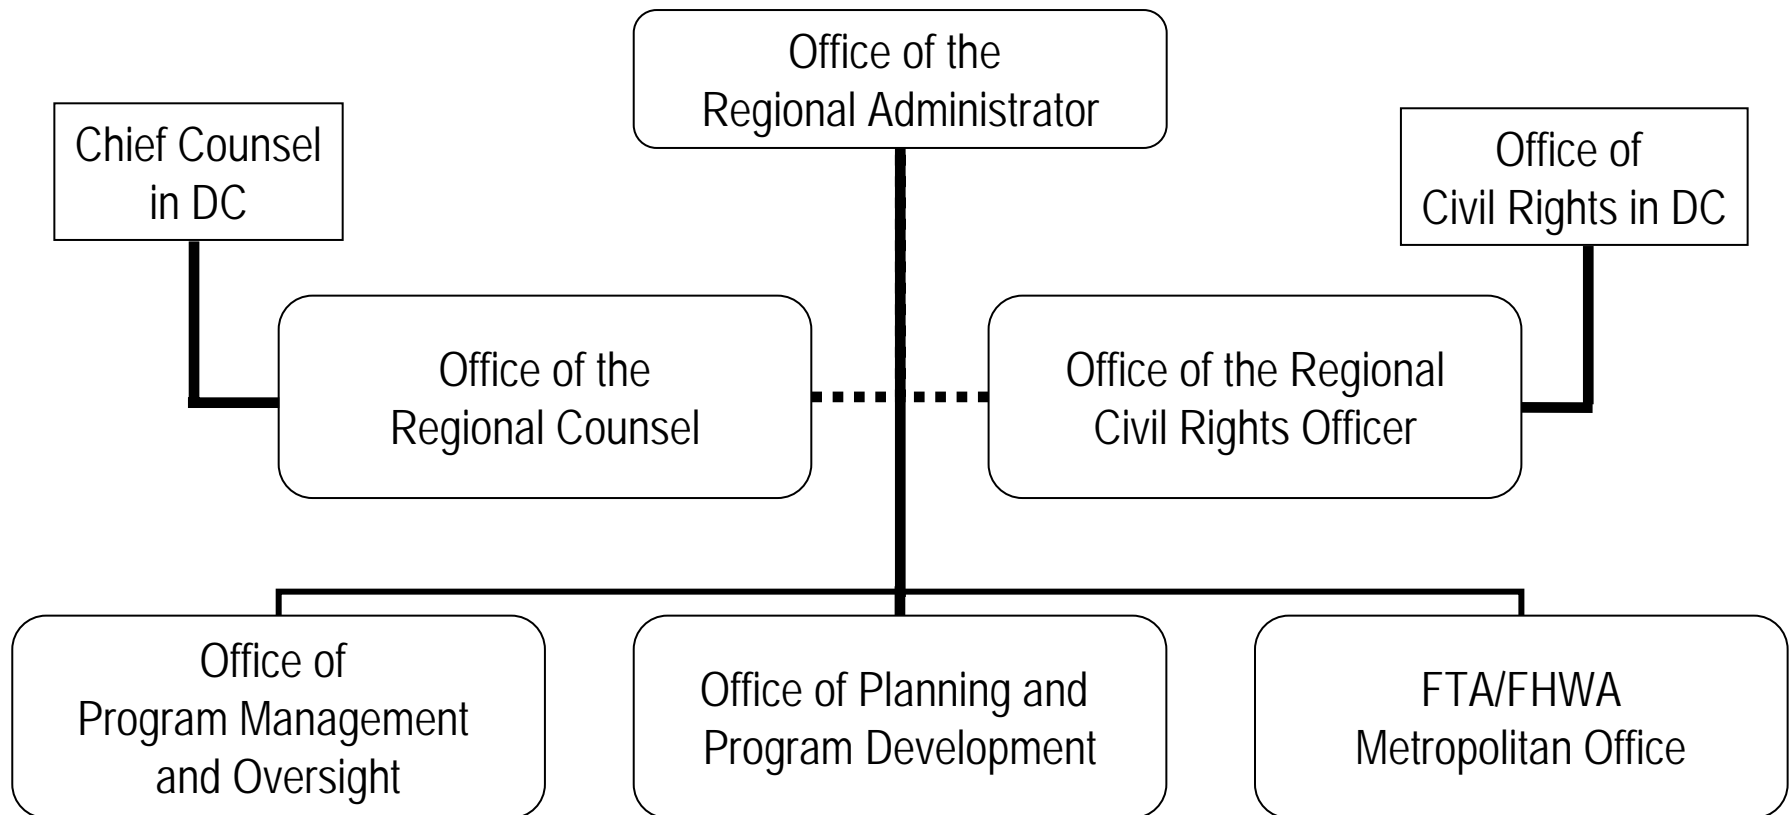 Office of the
Regional Administrator
Chief Counsel
in DC
Office of
Civil Rights in DC
Office of the
Regional Counsel
Office of the Regional
Civil Rights Officer
Office of
Program Management
and Oversight
Office of Planning and
Program Development
FTA/FHWA
Metropolitan Office